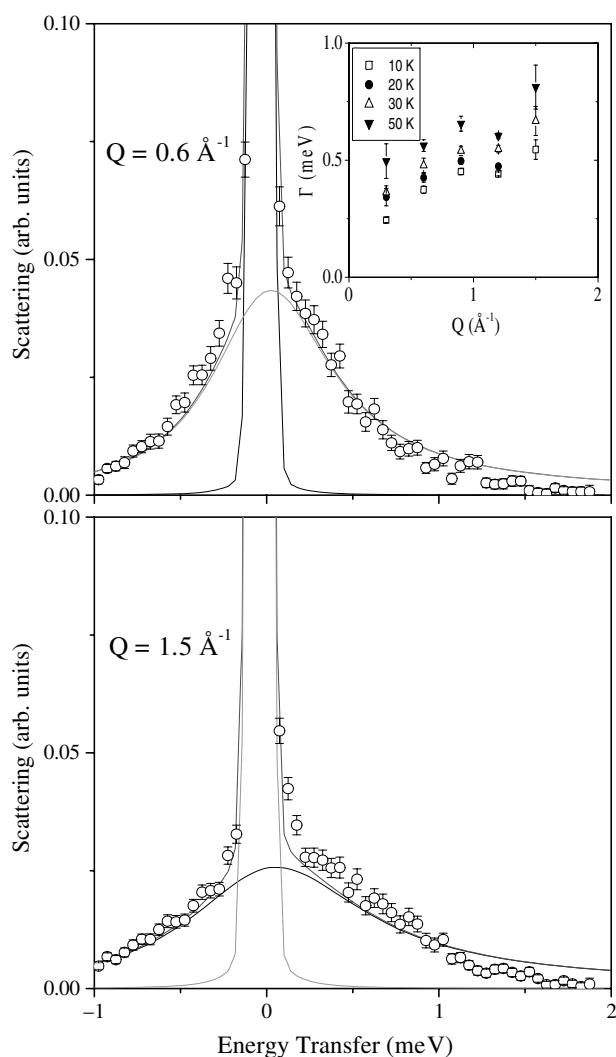 0.10
0.05
0.00
Scattering (arb. units)
Q = 0.6 Å-1
1.0
0.5
0.0
Γ (meV)
10 K
20 K
30 K
50 K
0
1
2
Q (Å-1)
0.10
0.05
0.00
Scattering (arb. units)
Q = 1.5 Å-1
−1
0
1
2
Energy Transfer (meV)